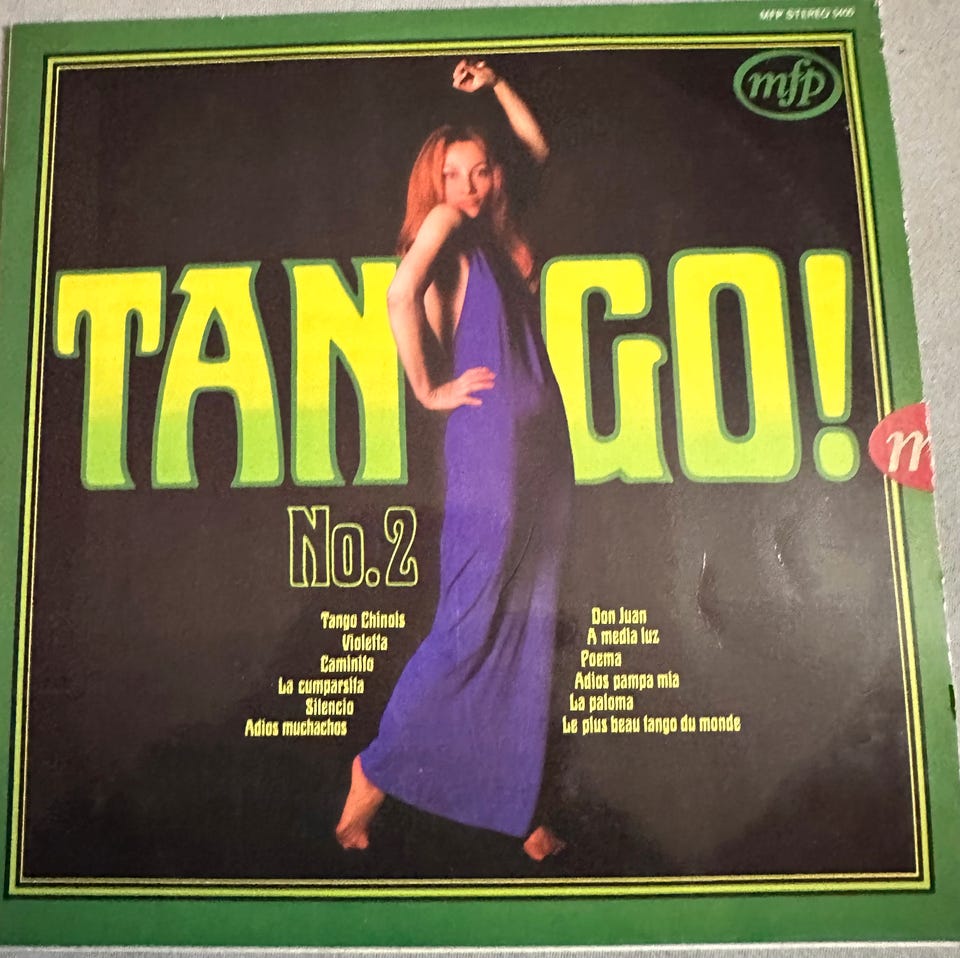 MFP STEREO
mfp
TANGO!
m
No.2
Tango Chinois
Violetta
Caminito
La cumparsita
Silencio
Adios muchachos
Don Juan
A media luz
Poema
Adios pampa mia
La paloma
Le plus beau tango du monde